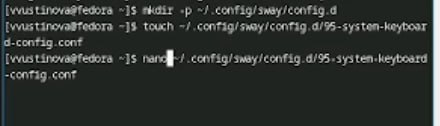 [vvustinova@fedora ~]$ mkdir -p ~/.config/sway/config.d
[vvustinova@fedora ~]$ touch ~/.config/sway/config.d/95-system-keyboar
d-config.conf
[vvustinova@fedora ~]$ nano ~/.config/sway/config.d/95-system-keyboard
-config.conf